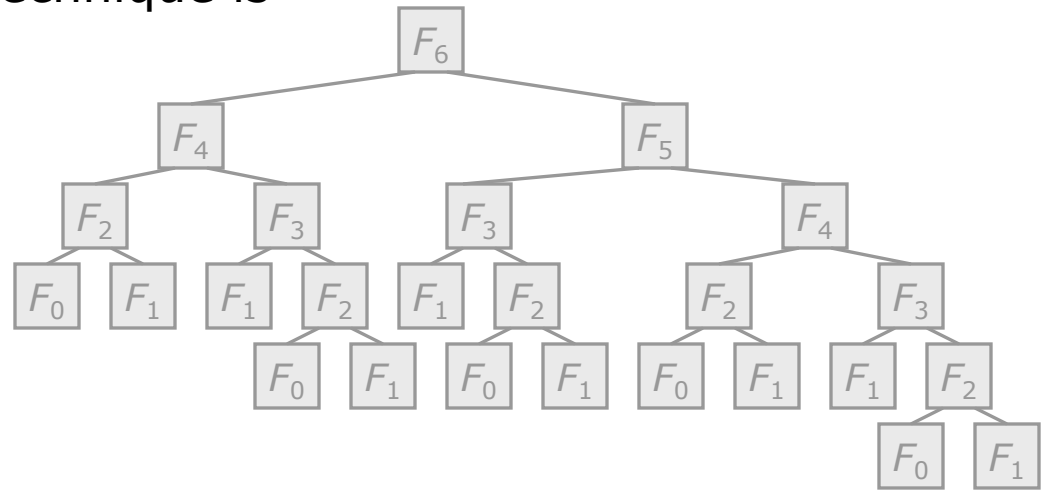 F₆
F₄ F₅
F₂ F₃ F₃ F₄
F₀ F₁ F₁ F₂ F₁ F₂ F₂ F₃
F₀ F₁ F₀ F₁ F₀ F₁ F₁ F₂
F₀ F₁